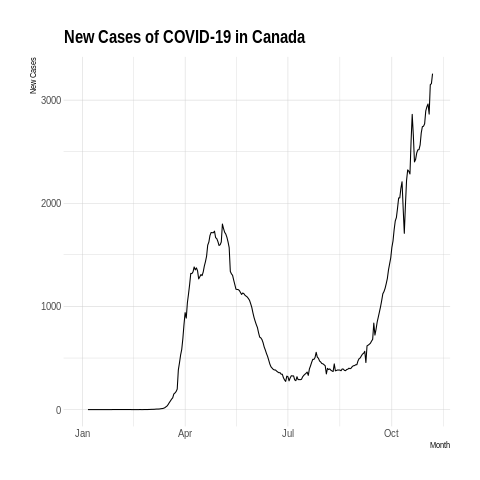 New Cases of COVID-19 in Canada
New Cases
3000
2000
1000
0
Jan Apr Jul Oct
Month